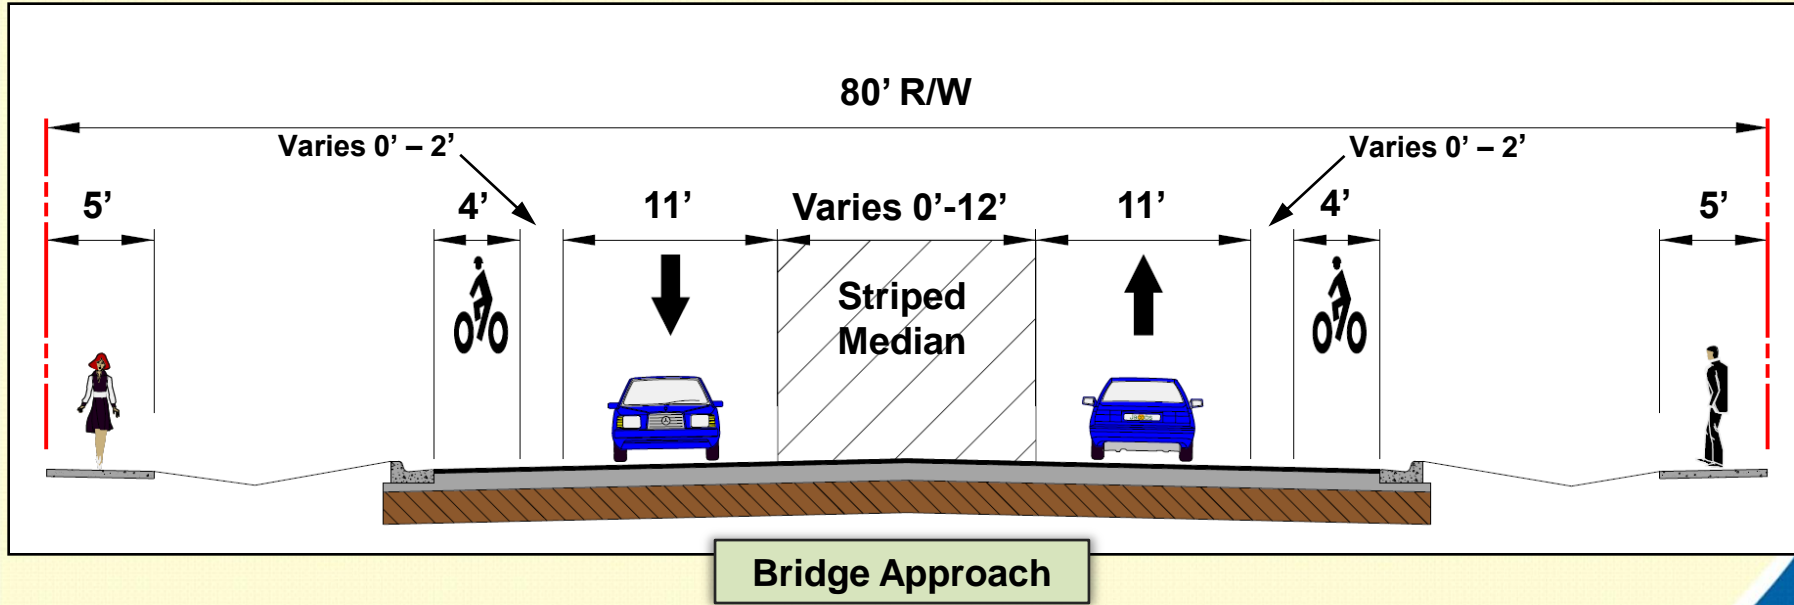 80’ R/W
Varies 0’ – 2’
Varies 0’ – 2’
5’
4’
11’
Varies 0’-12’
11’
4’
5’
Striped
Median
Bridge Approach